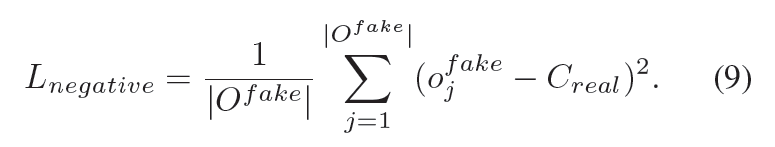 L_{negative} = \frac{1}{|O^{fake}|} \sum_{j=1}^{|O^{fake}|} (o_j^{fake} - C_{real})^2. (9)